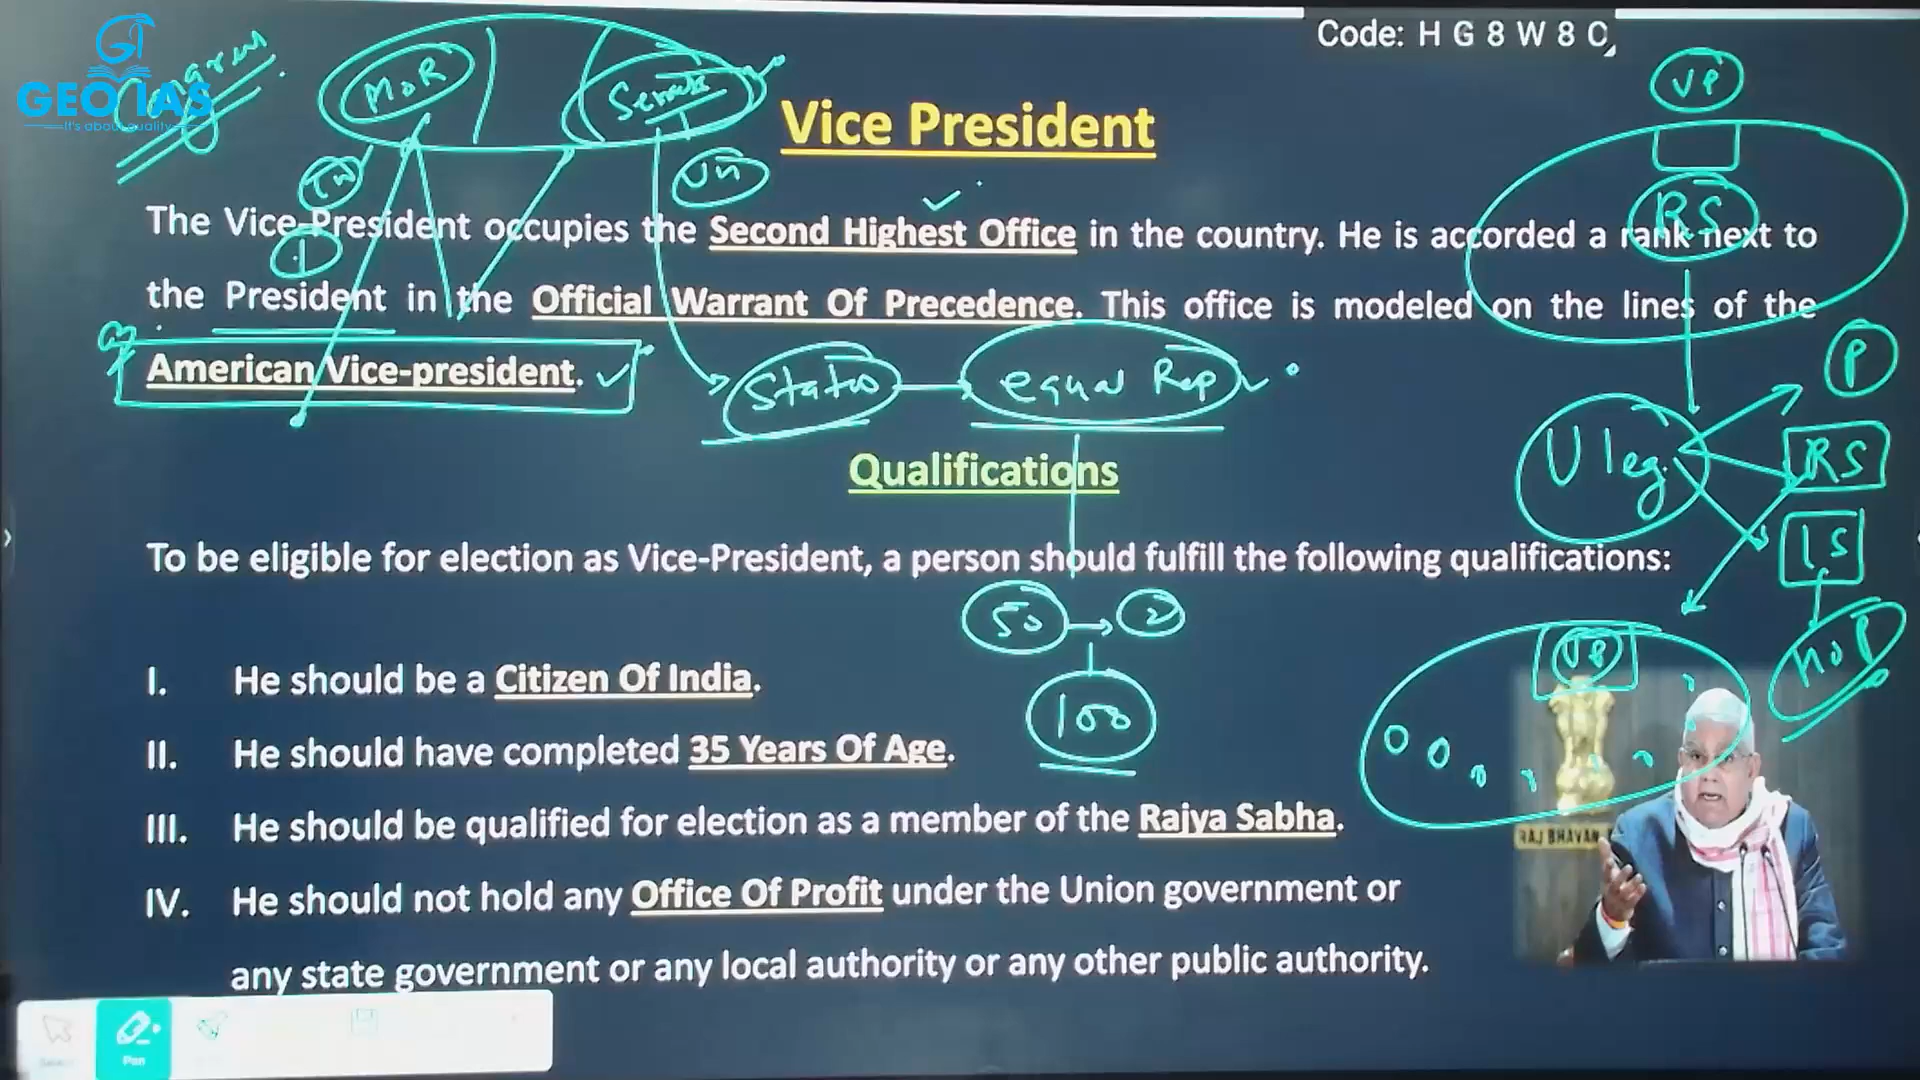 Code: H G 8 W 8 C
GEO IAS
It's about quality
Congress
HOR
Senate
VP
Vice President
RS
The Vice-President occupies the Second Highest Office in the country. He is accorded a rank next to
the President in the Official Warrant Of Precedence. This office is modeled on the lines of the
American Vice-president.
States
equal Rep
P
U leg.
RS
LS
Qualifications
To be eligible for election as Vice-President, a person should fulfill the following qualifications:
50
2
100
VP
HOP
I. He should be a Citizen Of India.
II. He should have completed 35 Years Of Age.
III. He should be qualified for election as a member of the Rajya Sabha.
IV. He should not hold any Office Of Profit under the Union government or
any state government or any local authority or any other public authority.
RAJ BHAVAN
Select
Pen